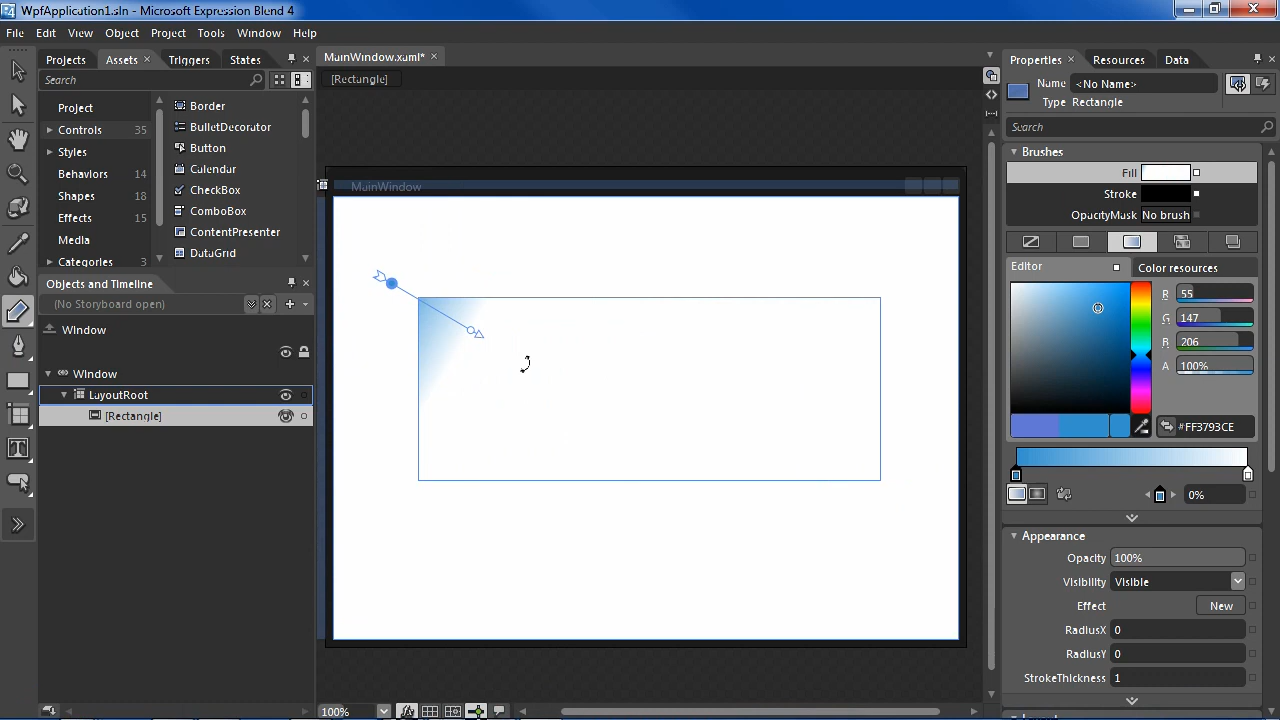 WpfApplication1.sln - Microsoft Expression Blend 4
File Edit View Object Project Tools Window Help
Projects Assets × Triggers States
MainWindow.xaml* ×
Properties × Resources Data
Search
[Rectangle]
Name <No Name>
Type Rectangle
Project
Controls 35
Styles
Behaviors 14
Shapes 18
Effects 15
Media
Categories
Border
BulletDecorator
Button
Calendar
CheckBox
ComboBox
ContentPresenter
DataGrid
Search
Brushes
Fill
Stroke
OpacityMask No brush
Editor
Color resources
R 55
G 147
B 206
A 100%
#FF3793CE
0%
Objects and Timeline
(No Storyboard open)
Window
Window
LayoutRoot
[Rectangle]
MainWindow
Appearance
Opacity 100%
Visibility Visible
Effect New
RadiusX 0
RadiusY 0
StrokeThickness 1
100%